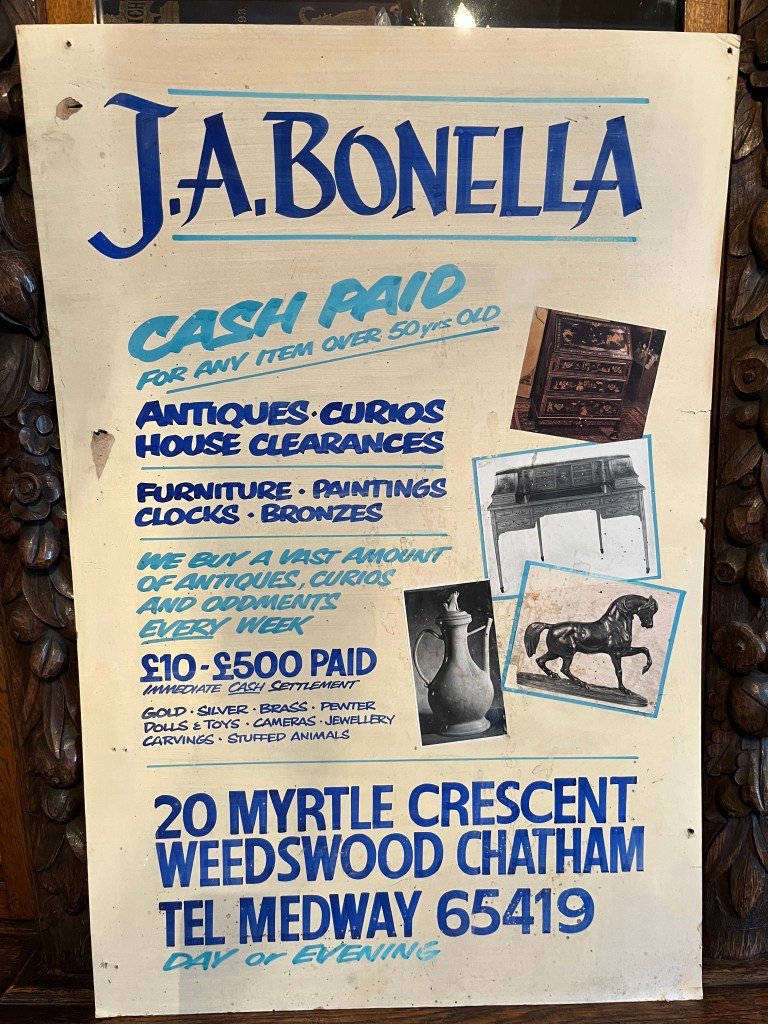 J.A.BONELLA
CASH PAID
FOR ANY ITEM OVER 50yrs OLD
ANTIQUES·CURIOS
HOUSE CLEARANCES
FURNITURE · PAINTINGS
CLOCKS · BRONZES
WE BUY A VAST AMOUNT
OF ANTIQUES, CURIOS
AND ODDMENTS
EVERY WEEK
£10-£500 PAID
IMMEDIATE CASH SETTLEMENT
GOLD · SILVER · BRASS · PEWTER
DOLLS & TOYS · CAMERAS · JEWELLERY
CARVINGS · STUFFED ANIMALS
20 MYRTLE CRESCENT
WEEDSWOOD CHATHAM
TEL MEDWAY 65419
DAY or EVENING